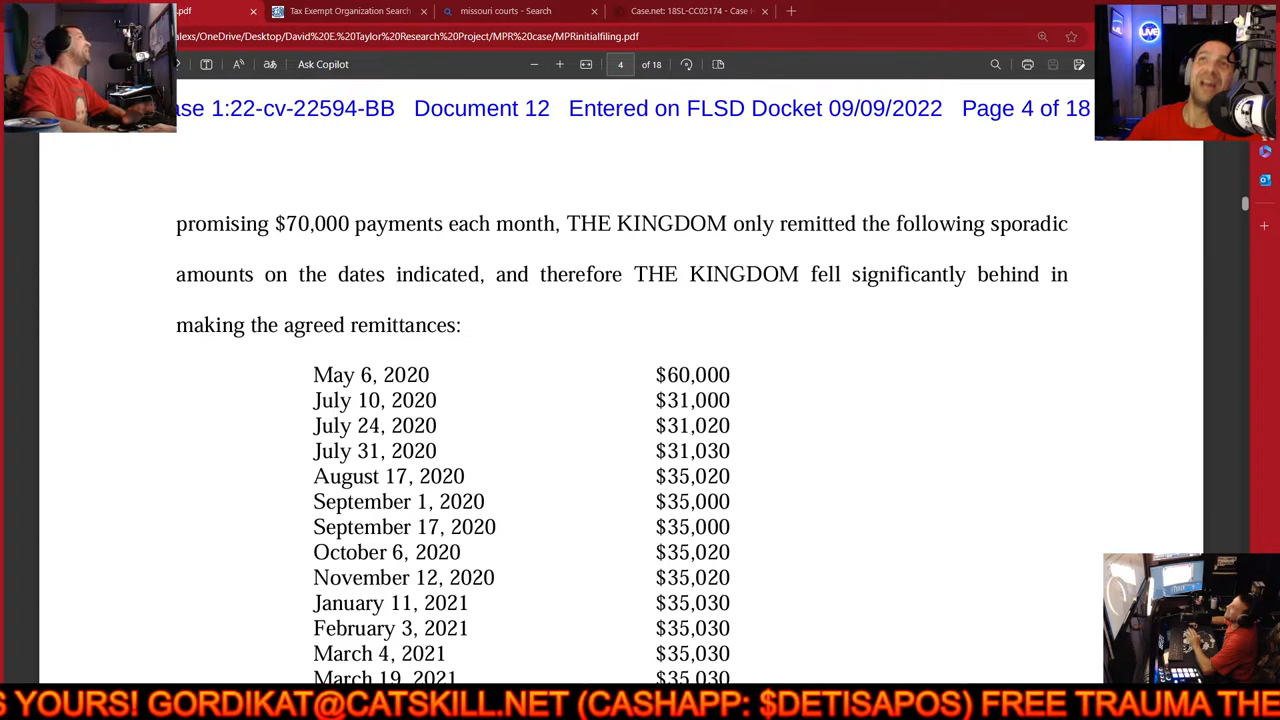 .pdf
Tax Exempt Organization Search
missouri courts - Search
Case.net: 18SL-CC02174 - Case
alexs/OneDrive/Desktop/David%20E.%20Taylor%20Research%20Project/MPR%20case/MPRinitialfiling.pdf
Ask Copilot
4 of 18
ase 1:22-cv-22594-BB Document 12 Entered on FLSD Docket 09/09/2022 Page 4 of 18
promising $70,000 payments each month, THE KINGDOM only remitted the following sporadic
amounts on the dates indicated, and therefore THE KINGDOM fell significantly behind in
making the agreed remittances:
May 6, 2020 $60,000
July 10, 2020 $31,000
July 24, 2020 $31,020
July 31, 2020 $31,030
August 17, 2020 $35,020
September 1, 2020 $35,000
September 17, 2020 $35,000
October 6, 2020 $35,020
November 12, 2020 $35,020
January 11, 2021 $35,030
February 3, 2021 $35,030
March 4, 2021 $35,030
March 19, 2021 $35,030
LIVE
S YOURS! GORDIKAT@CATSKILL.NET (CASHAPP: $DETISAPOS) FREE TRAUMA THE